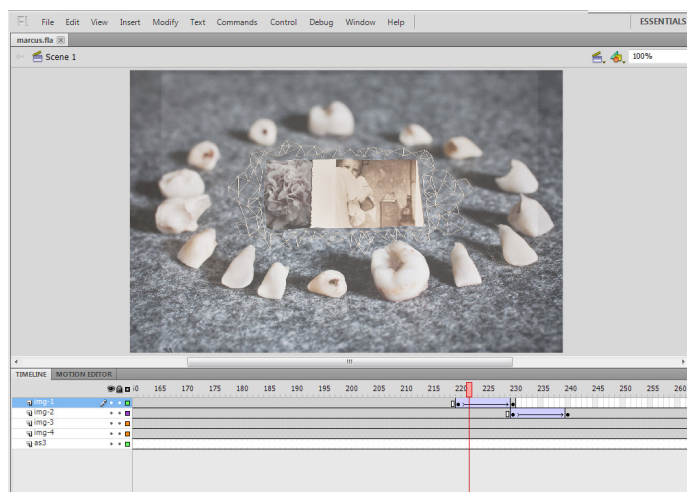 Fl File Edit View Insert Modify Text Commands Control Debug Window Help ESSENTIALS
marcus.fla
Scene 1 100%
TIMELINE MOTION EDITOR
165 170 175 180 185 190 195 200 205 210 215 220 225 230 235 240 245 250 255 260
img-1
img-2
img-3
img-4
as3